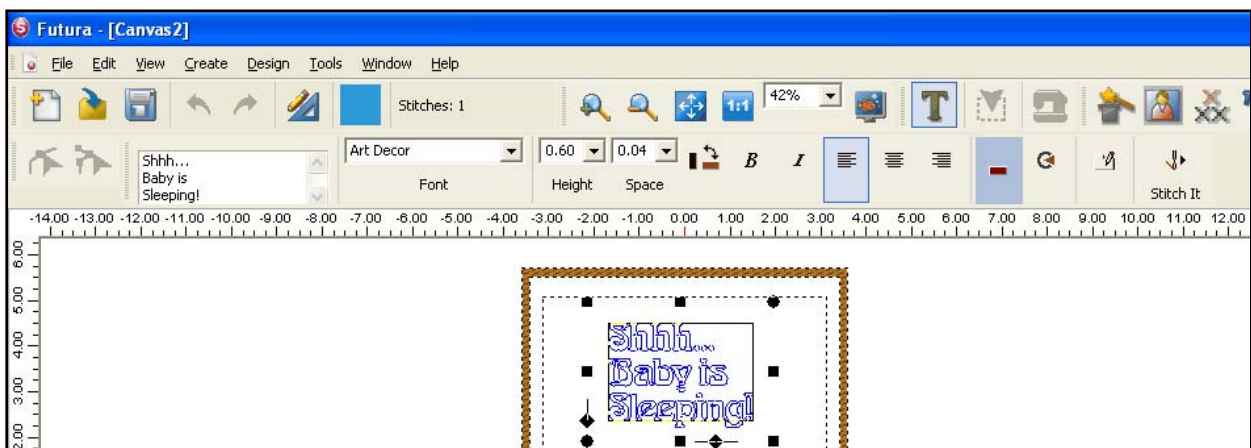 Futura - [Canvas2]
File Edit View Create Design Tools Window Help
Stitches: 1
1:1
42%
T
XX
Shhh...
Baby is
Sleeping!
Art Decor
Font
0.60
Height
0.04
Space
B
I
Stitch It
-14.00 -13.00 -12.00 -11.00 -10.00 -9.00 -8.00 -7.00 -6.00 -5.00 -4.00 -3.00 -2.00 -1.00 0.00 1.00 2.00 3.00 4.00 5.00 6.00 7.00 8.00 9.00 10.00 11.00 12.00
6.00
5.00
4.00
3.00
2.00
Shhh...
Baby is
Sleeping!